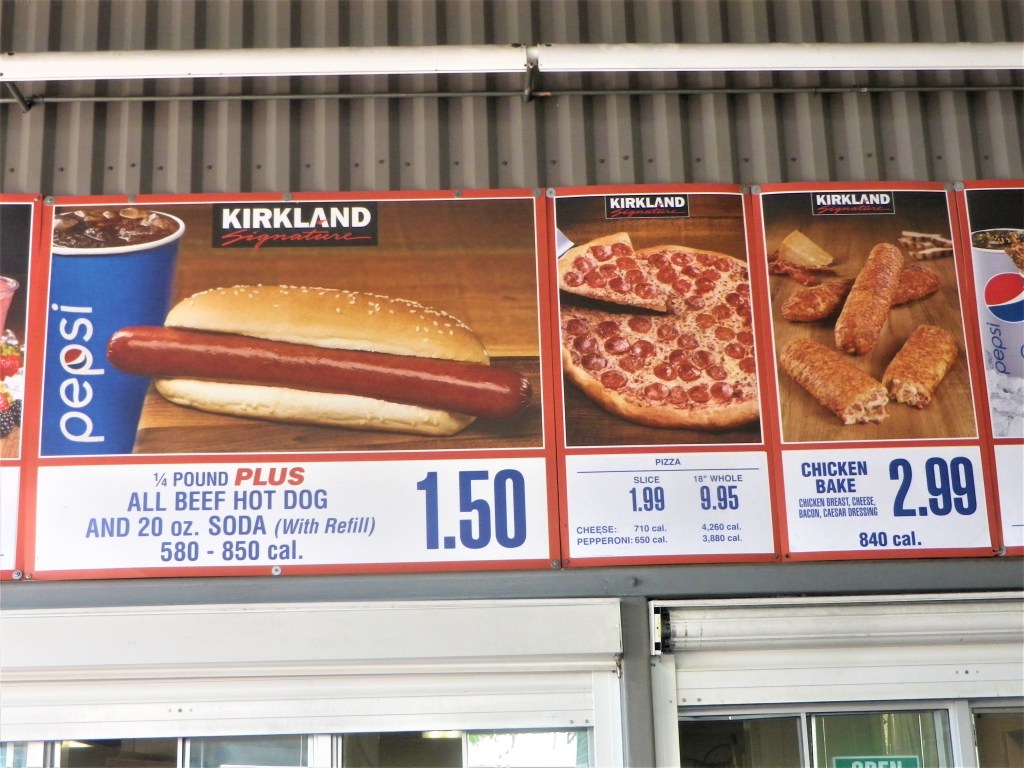 pepsi
KIRKLAND
Signature
¼ POUND PLUS
ALL BEEF HOT DOG
AND 20 oz. SODA (With Refill)
580 - 850 cal.
1.50
KIRKLAND
Signature
PIZZA
SLICE 18" WHOLE
1.99 9.95
CHEESE: 710 cal. 4,260 cal.
PEPPERONI: 650 cal. 3,880 cal.
KIRKLAND
Signature
CHICKEN
BAKE
CHICKEN BREAST, CHEESE,
BACON, CAESAR DRESSING
2.99
840 cal.
pepsi
OPEN